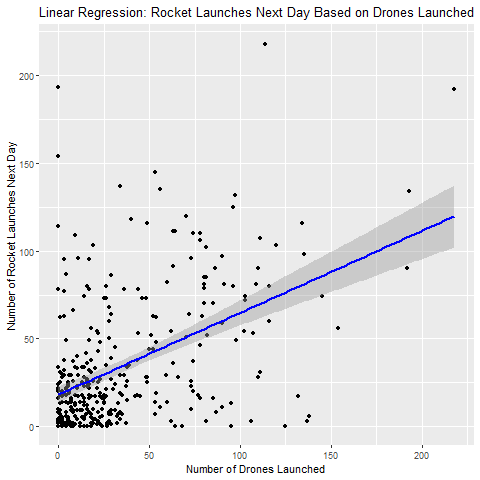 Linear Regression: Rocket Launches Next Day Based on Drones Launched
Number of Rocket Launches Next Day
200
150
100
50
0
0 50 100 150 200
Number of Drones Launched